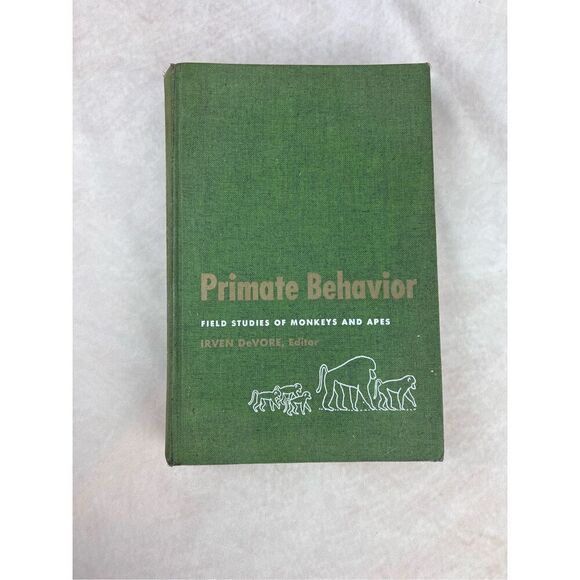 Primate Behavior
FIELD STUDIES OF MONKEYS AND APES
IRVEN DeVORE, Editor